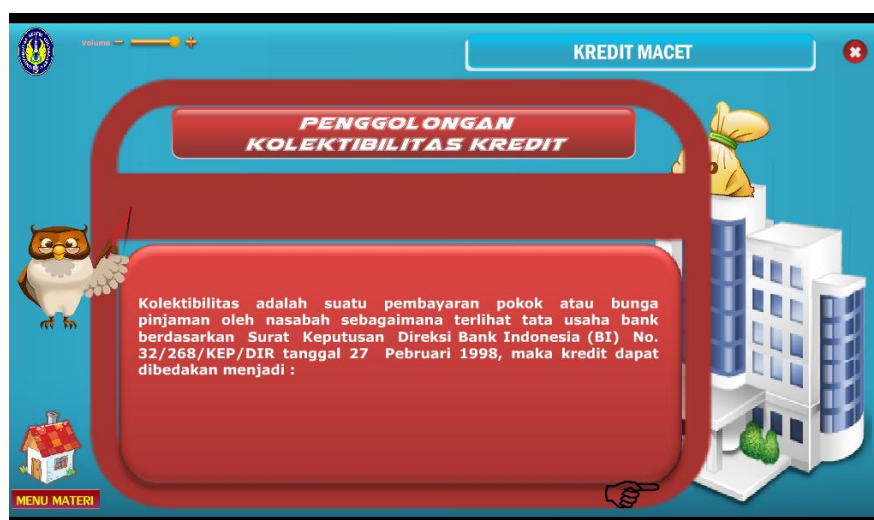 Volume
KREDIT MACET
PENGGOLONGAN
KOLEKTIBILITAS KREDIT
Kolektibilitas adalah suatu pembayaran pokok atau bunga
pinjaman oleh nasabah sebagaimana terlihat tata usaha bank
berdasarkan Surat Keputusan Direksi Bank Indonesia (BI) No.
32/268/KEP/DIR tanggal 27 Pebruari 1998, maka kredit dapat
dibedakan menjadi :
MENU MATERI